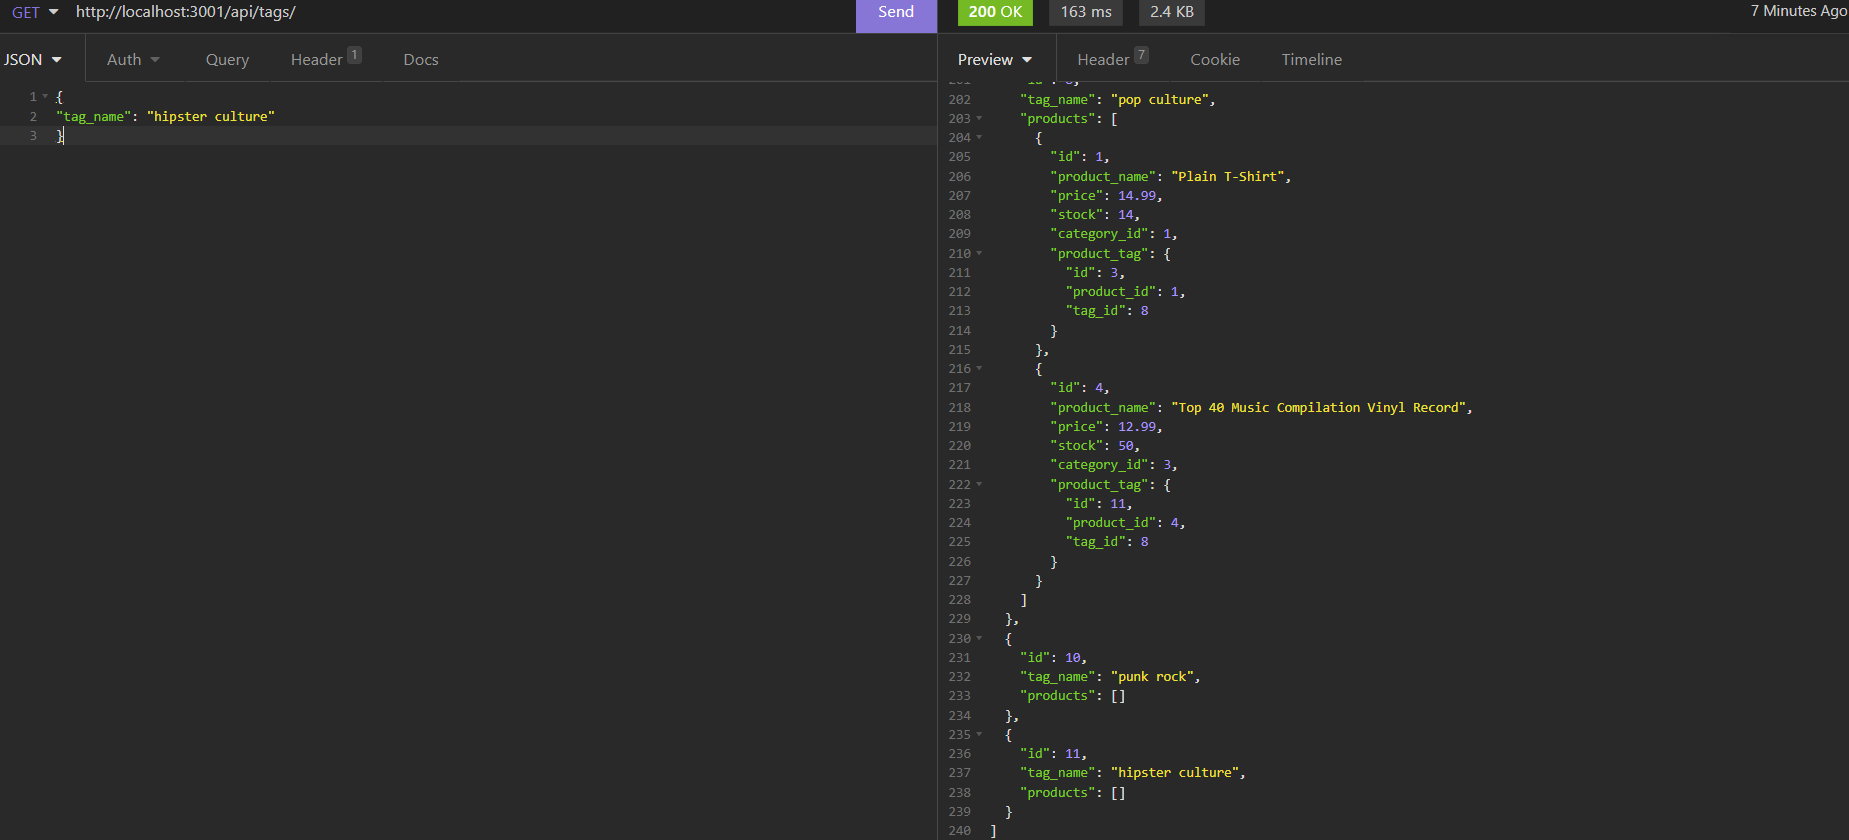 GET http://localhost:3001/api/tags/ Send 200 OK 163 ms 2.4 KB 7 Minutes Ago
JSON Auth Query Header 1 Docs
Preview Header 7 Cookie Timeline
1 {
2 "tag_name": "hipster culture"
3 }
202 "tag_name": "pop culture",
203 "products": [
204 {
205 "id": 1,
206 "product_name": "Plain T-Shirt",
207 "price": 14.99,
208 "stock": 14,
209 "category_id": 1,
210 "product_tag": {
211 "id": 3,
212 "product_id": 1,
213 "tag_id": 8
214 }
215 },
216 {
217 "id": 4,
218 "product_name": "Top 40 Music Compilation Vinyl Record",
219 "price": 12.99,
220 "stock": 50,
221 "category_id": 3,
222 "product_tag": {
223 "id": 11,
224 "product_id": 4,
225 "tag_id": 8
226 }
227 }
228 ]
229 },
230 {
231 "id": 10,
232 "tag_name": "punk rock",
233 "products": []
234 },
235 {
236 "id": 11,
237 "tag_name": "hipster culture",
238 "products": []
239 }
240 ]